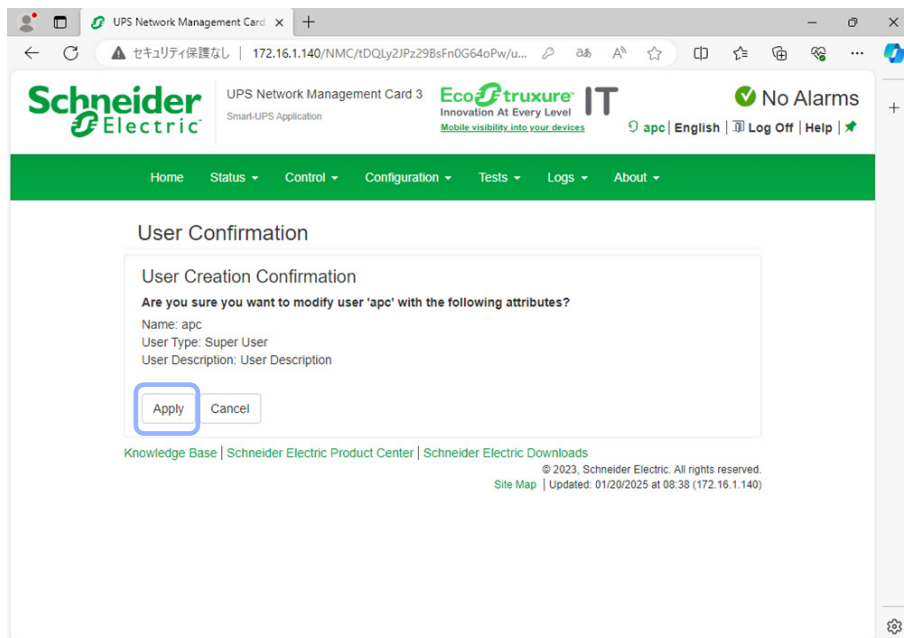 UPS Network Management Card
セキュリティ保護なし | 172.16.1.140/NMC/tDQLy2JPz29BsFn0G64oPw/u...
Schneider Electric
UPS Network Management Card 3
Smart-UPS Application
EcoStruxure IT
Innovation At Every Level
Mobile visibility into your devices
No Alarms
apc | English | Log Off | Help |
Home Status Control Configuration Tests Logs About
User Confirmation
User Creation Confirmation
Are you sure you want to modify user 'apc' with the following attributes?
Name: apc
User Type: Super User
User Description: User Description
Apply Cancel
Knowledge Base | Schneider Electric Product Center | Schneider Electric Downloads
© 2023, Schneider Electric. All rights reserved.
Site Map | Updated: 01/20/2025 at 08:38 (172.16.1.140)